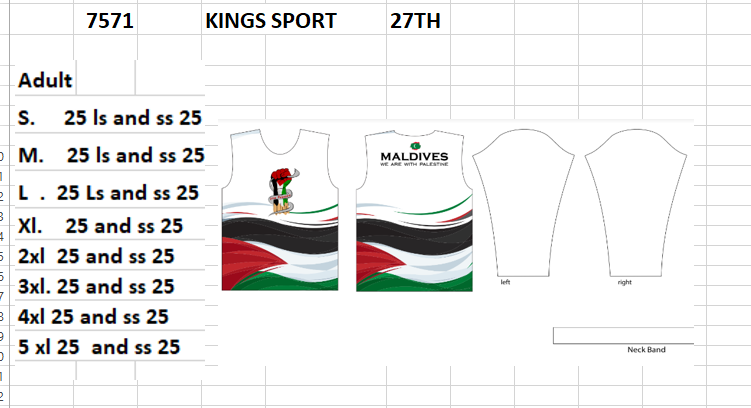 7571 KINGS SPORT 27TH
Adult
S. 25 ls and ss 25
M. 25 ls and ss 25
L . 25 Ls and ss 25
Xl. 25 and ss 25
2xl 25 and ss 25
3xl. 25 and ss 25
4xl 25 and ss 25
5 xl 25 and ss 25
MALDIVES
WE ARE WITH PALESTINE
left
right
Neck Band